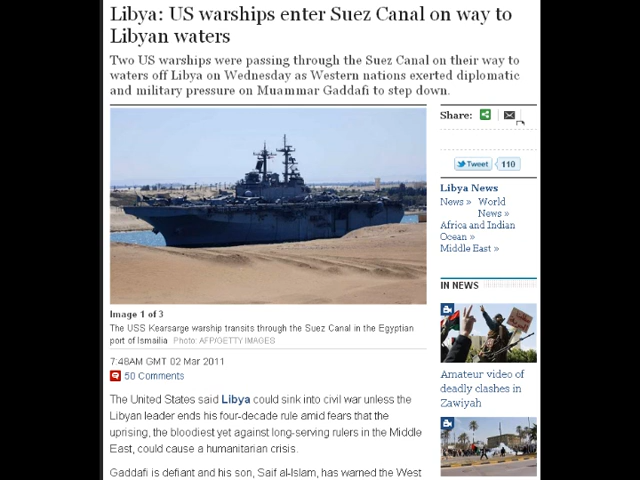 Libya: US warships enter Suez Canal on way to
Libyan waters
Two US warships were passing through the Suez Canal on their way to
waters off Libya on Wednesday as Western nations exerted diplomatic
and military pressure on Muammar Gaddafi to step down.
Image 1 of 3
The USS Kearsarge warship transits through the Suez Canal in the Egyptian
port of Ismailia Photo: AFP/GETTY IMAGES
7:48AM GMT 02 Mar 2011
50 Comments
The United States said Libya could sink into civil war unless the
Libyan leader ends his four-decade rule amid fears that the
uprising, the bloodiest yet against long-serving rulers in the Middle
East, could cause a humanitarian crisis.
Gaddafi is defiant and his son, Saif al-Islam, has warned the West
Share:
Tweet 110
Libya News
News » World
News »
Africa and Indian
Ocean »
Middle East »
IN NEWS
Amateur video of
deadly clashes in
Zawiyah